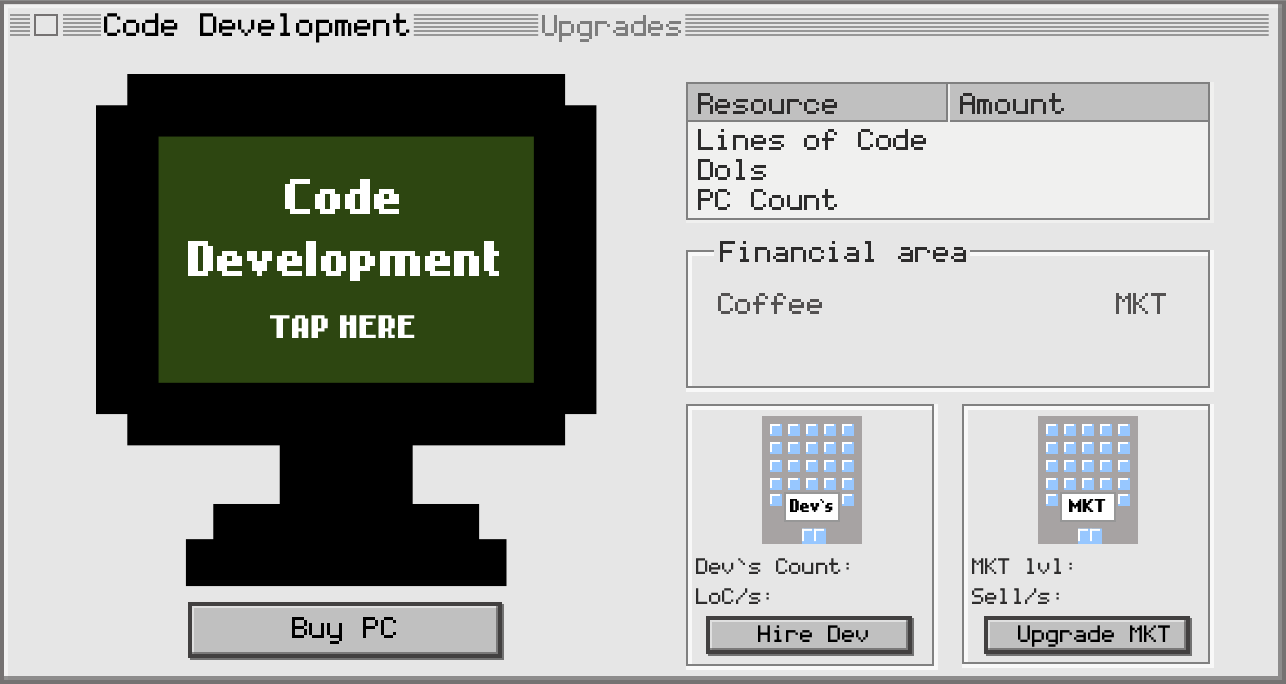 Code Development
Upgrades
Code
Development
TAP HERE
Buy PC
Resource Amount
Lines of Code
Dols
PC Count
Financial area
Coffee MKT
Dev`s
Dev`s Count:
LoC/s:
Hire Dev
MKT
MKT lvl:
Sell/s:
Upgrade MKT